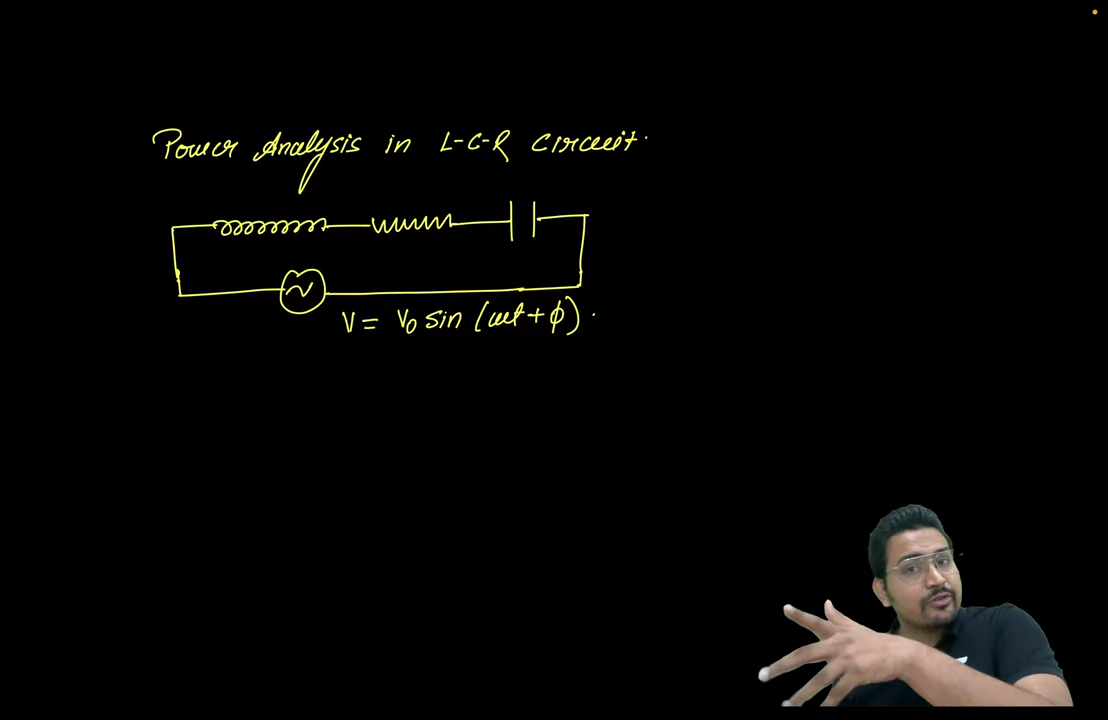 Power Analysis in L-C-R Circuit.
V = V₀ sin (ωt + ϕ).